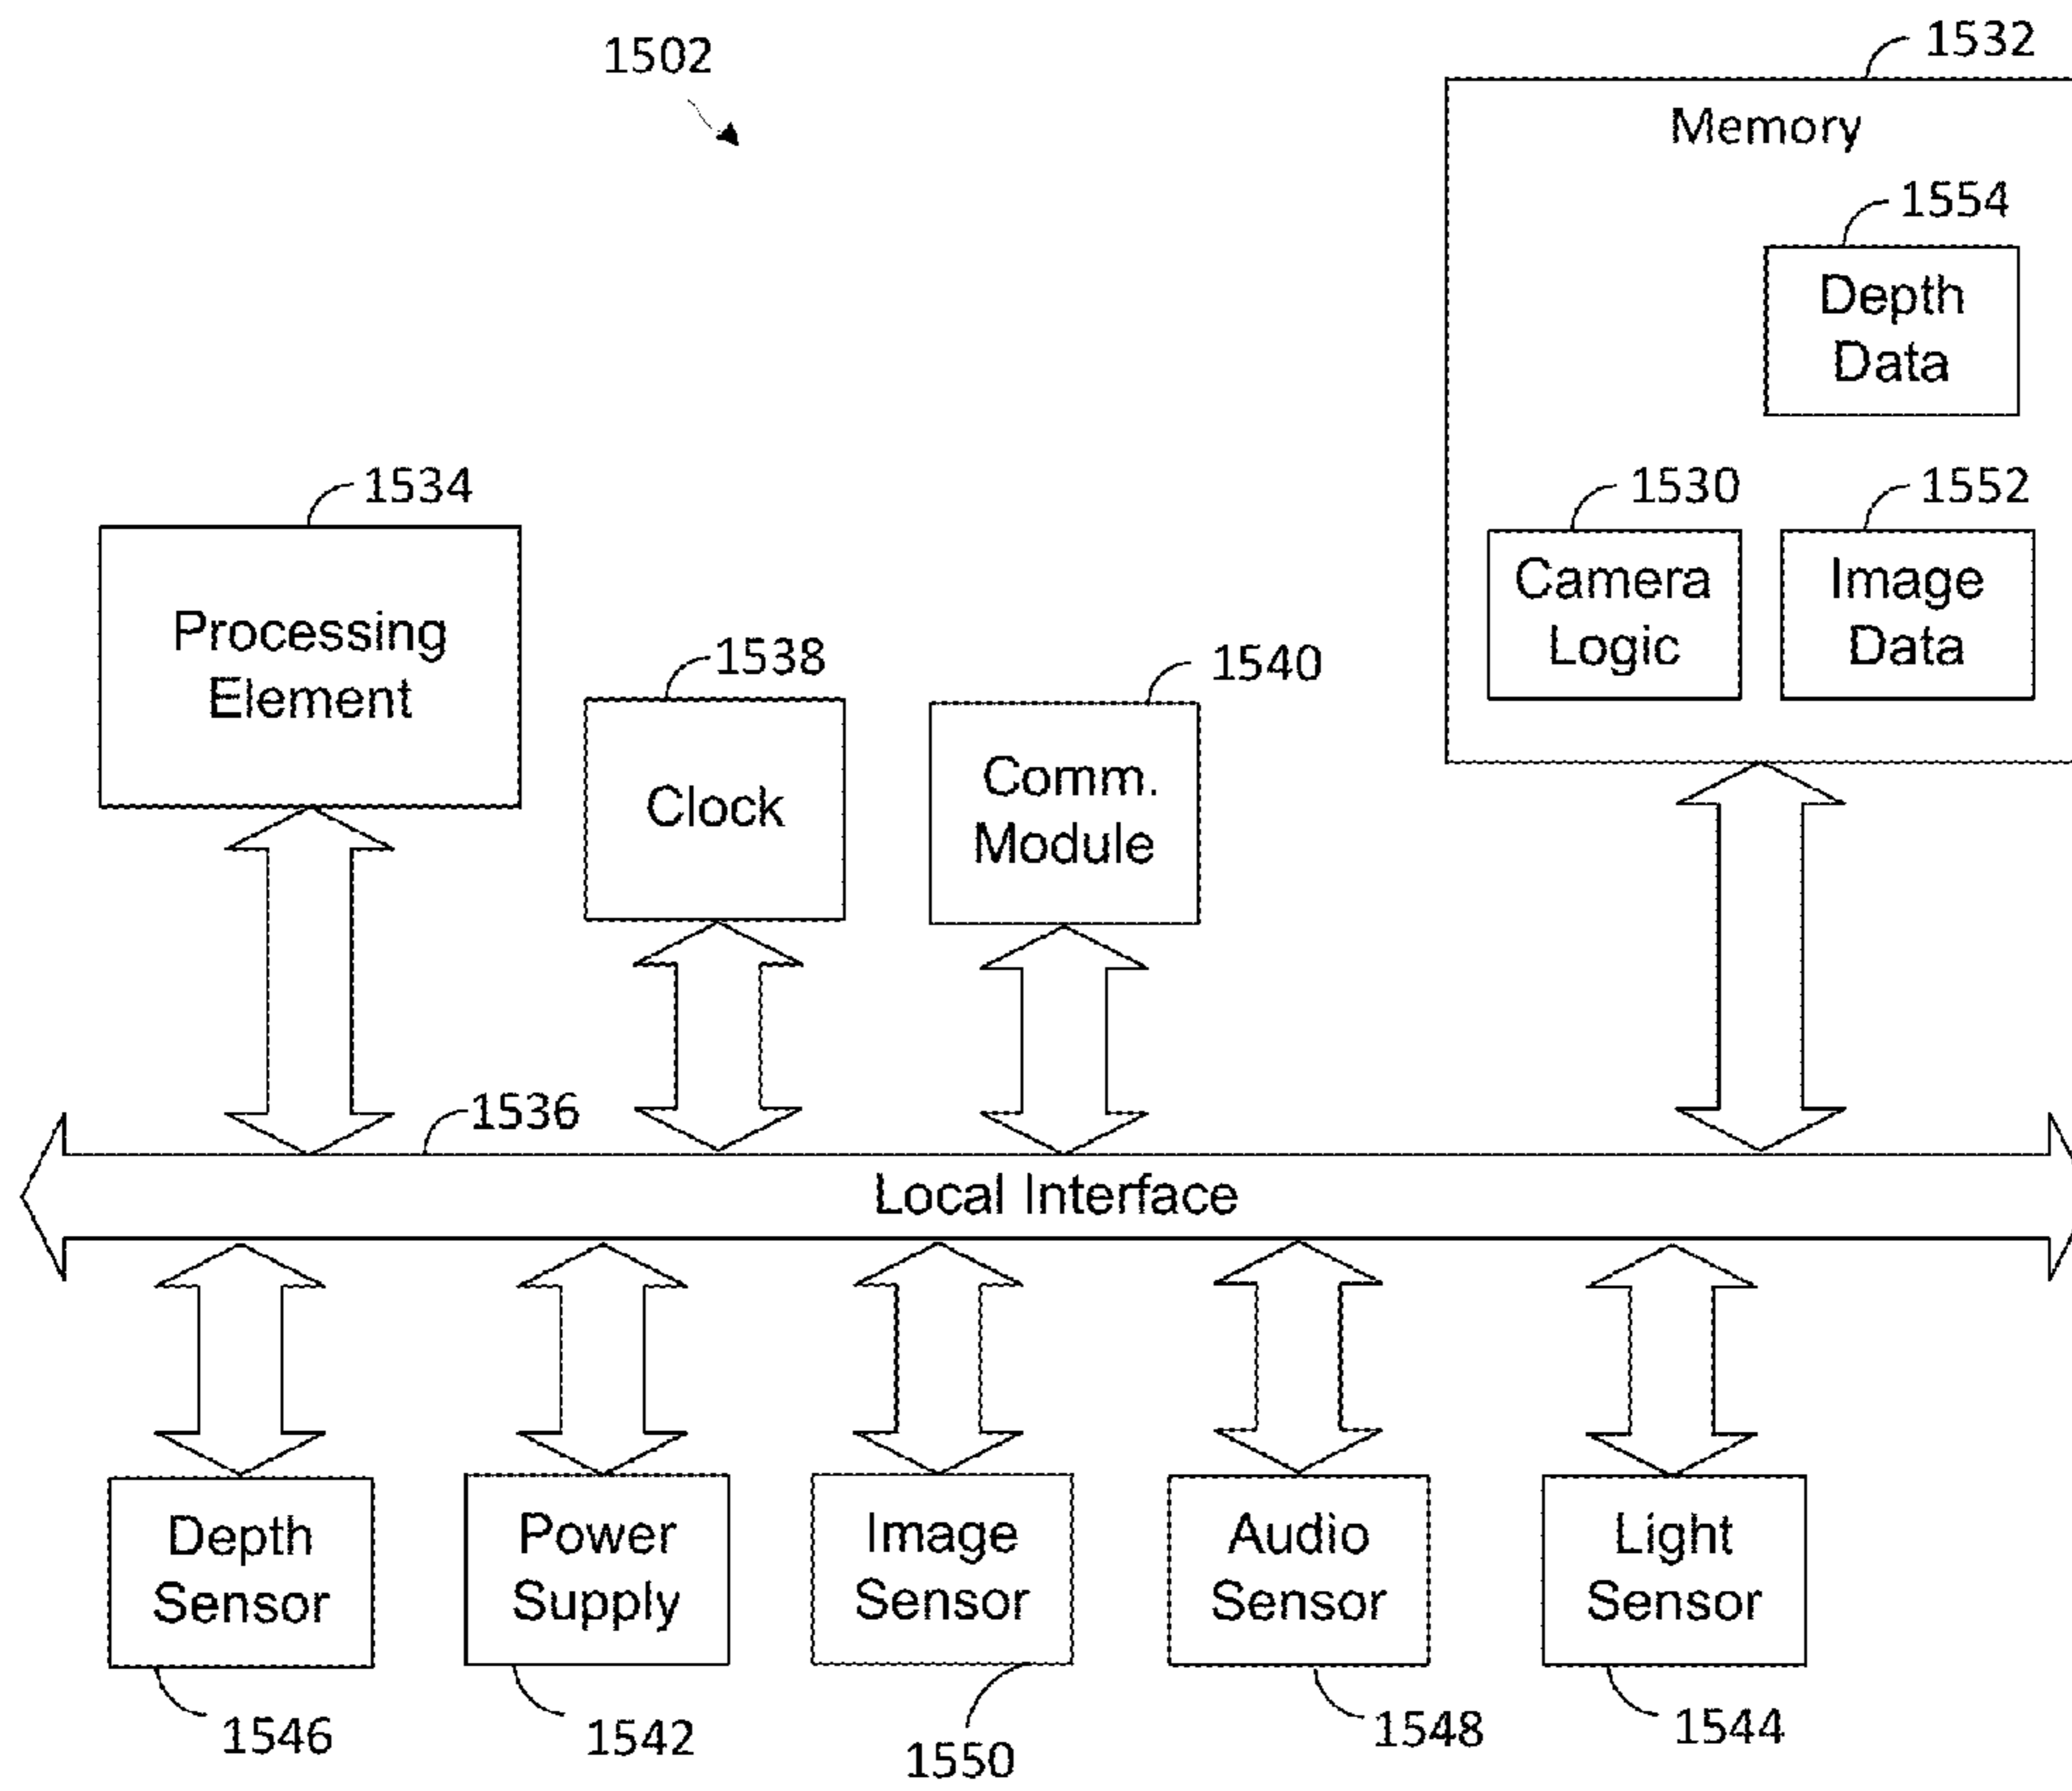 1502
1532
Memory
1554
Depth
Data
1534
1530
1552
Processing
Element
Camera
Logic
Image
Data
1538
1540
Clock
Comm.
Module
1536
Local Interface
Depth
Sensor
Power
Supply
Image
Sensor
Audio
Sensor
Light
Sensor
1546
1542
1550
1548
1544